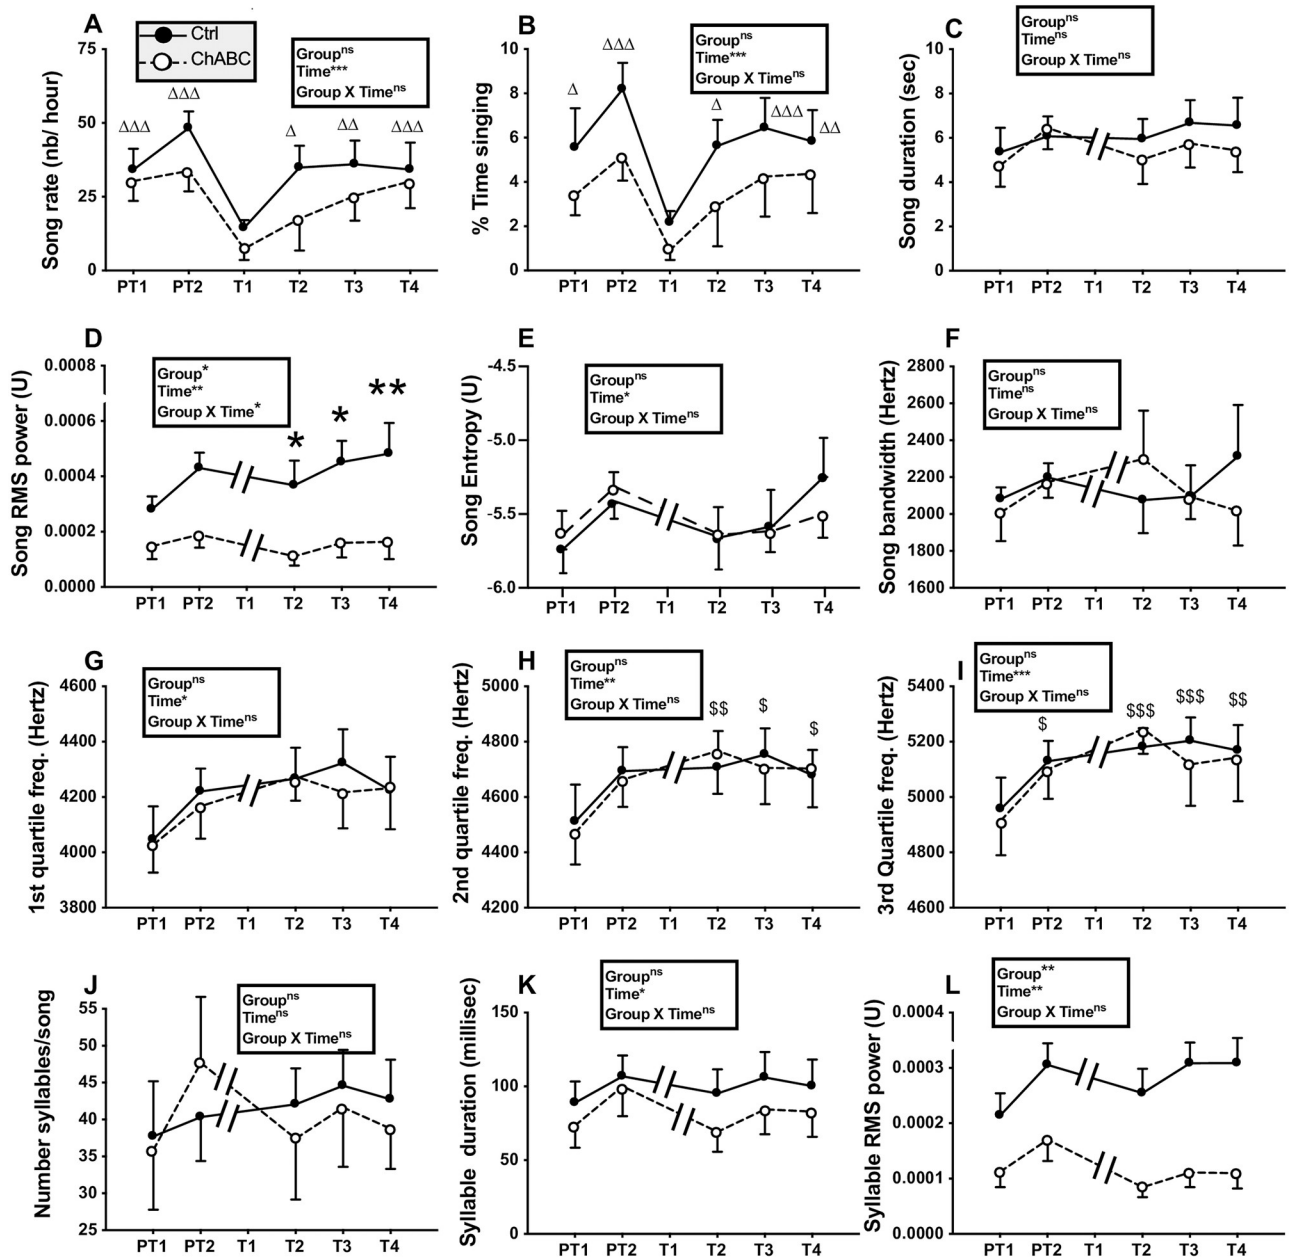 A
Ctrl
ChABC
Group^ns
Time***
Group X Time^ns
Song rate (nb/ hour)
75
50
25
0
ΔΔΔ
ΔΔΔ
Δ
ΔΔ
ΔΔΔ
PT1 PT2 T1 T2 T3 T4
B
Group^ns
Time***
Group X Time^ns
% Time singing
10
8
6
4
2
0
Δ
ΔΔΔ
Δ
ΔΔΔ
ΔΔ
PT1 PT2 T1 T2 T3 T4
C
Group^ns
Time^ns
Group X Time^ns
Song duration (sec)
10
8
6
4
2
0
PT1 PT2 T1 T2 T3 T4
D
Group*
Time**
Group X Time*
Song RMS power (U)
0.0008
0.0006
0.0004
0.0002
0.0000
*
*
**
PT1 PT2 T1 T2 T3 T4
E
Group^ns
Time*
Group X Time^ns
Song Entropy (U)
-4.5
-5.0
-5.5
-6.0
PT1 PT2 T1 T2 T3 T4
F
Group^ns
Time^ns
Group X Time^ns
Song bandwidth (Hertz)
2800
2600
2400
2200
2000
1800
1600
PT1 PT2 T1 T2 T3 T4
G
Group^ns
Time*
Group X Time^ns
1st quartile freq. (Hertz)
4600
4400
4200
4000
3800
PT1 PT2 T1 T2 T3 T4
H
Group^ns
Time**
Group X Time^ns
2nd quartile freq. (Hertz)
5000
4800
4600
4400
4200
$$
$
$
PT1 PT2 T1 T2 T3 T4
I
Group^ns
Time***
Group X Time^ns
3rd Quartile freq. (Hertz)
5400
5200
5000
4800
4600
$
$$$
$$$
$$
PT1 PT2 T1 T2 T3 T4
J
Group^ns
Time^ns
Group X Time^ns
Number syllables/song
55
50
45
40
35
30
25
PT1 PT2 T1 T2 T3 T4
K
Group^ns
Time*
Group X Time^ns
Syllable duration (millisec)
150
100
50
0
PT1 PT2 T1 T2 T3 T4
L
Group**
Time**
Group X Time^ns
Syllable RMS power (U)
0.0004
0.0003
0.0002
0.0001
0.0000
PT1 PT2 T1 T2 T3 T4